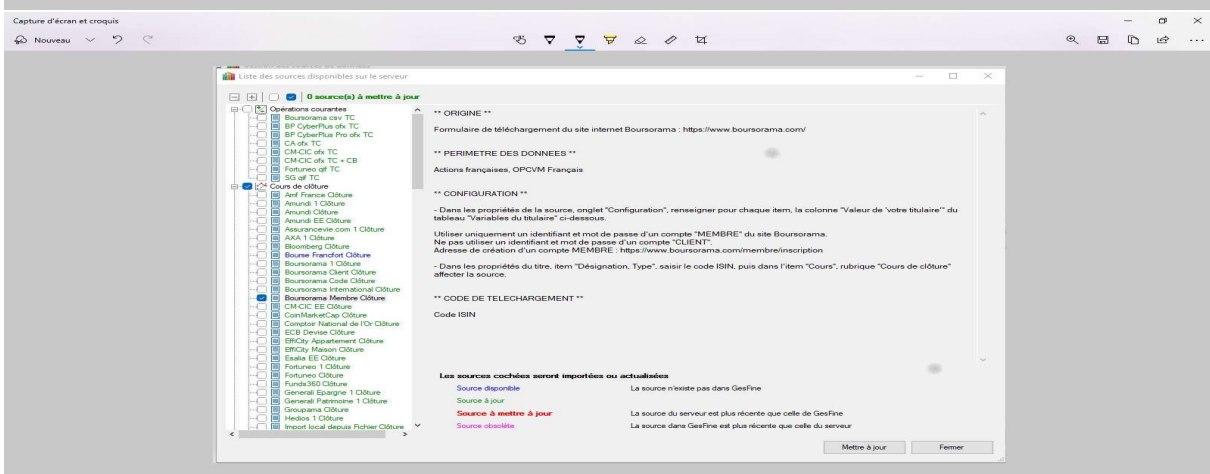 Capture d'écran et croquis
Nouveau
Liste des sources disponibles sur le serveur
0 source(s) à mettre à jour
Opérations courantes
Boursorama csv TC
BP CyberPlus ofx TC
BP CyberPlus Pro ofx TC
CA ofx TC
CM-CIC ofx TC
CM-CIC ofx TC + CB
Fortuneo qif TC
SG qif TC
Cours de clôture
Amf France Clôture
Amundi 1 Clôture
Amundi Clôture
Amundi EE Clôture
Assurancevie.com 1 Clôture
AXA 1 Clôture
Bloomberg Clôture
Bourse Francfort Clôture
Boursorama 1 Clôture
Boursorama Client Clôture
Boursorama Code Clôture
Boursorama International Clôture
Boursorama Membre Clôture
CM-CIC EE Clôture
CoinMarketCap Clôture
Comptoir National de l'Or Clôture
ECB Devise Clôture
EffiCity Appartement Clôture
EffiCity Maison Clôture
Esalia EE Clôture
Fortuneo 1 Clôture
Fortuneo Clôture
Funds360 Clôture
Generali Epargne 1 Clôture
Generali Patrimoine 1 Clôture
Groupama Clôture
Hedios 1 Clôture
Import local depuis Fichier Clôture
** ORIGINE **
Formulaire de téléchargement du site internet Boursorama : https://www.boursorama.com/
** PERIMETRE DES DONNEES **
Actions françaises, OPCVM Français
** CONFIGURATION **
- Dans les propriétés de la source, onglet "Configuration", renseigner pour chaque item, la colonne "Valeur de 'votre titulaire'" du
tableau "Variables du titulaire" ci-dessous.
Utiliser uniquement un identifiant et mot de passe d'un compte "MEMBRE" du site Boursorama.
Ne pas utiliser un identifiant et mot de passe d'un compte "CLIENT".
Adresse de création d'un compte MEMBRE : https://www.boursorama.com/membre/inscription
- Dans les propriétés du titre, item "Désignation, Type", saisir le code ISIN, puis dans l'item "Cours", rubrique "Cours de clôture"
affecter la source.
** CODE DE TELECHARGEMENT **
Code ISIN
Les sources cochées seront importées ou actualisées
Source disponible La source n'existe pas dans GesFine
Source à jour
Source à mettre à jour La source du serveur est plus récente que celle de GesFine
Source obsolète La source dans GesFine est plus récente que celle du serveur
Mettre à jour Fermer